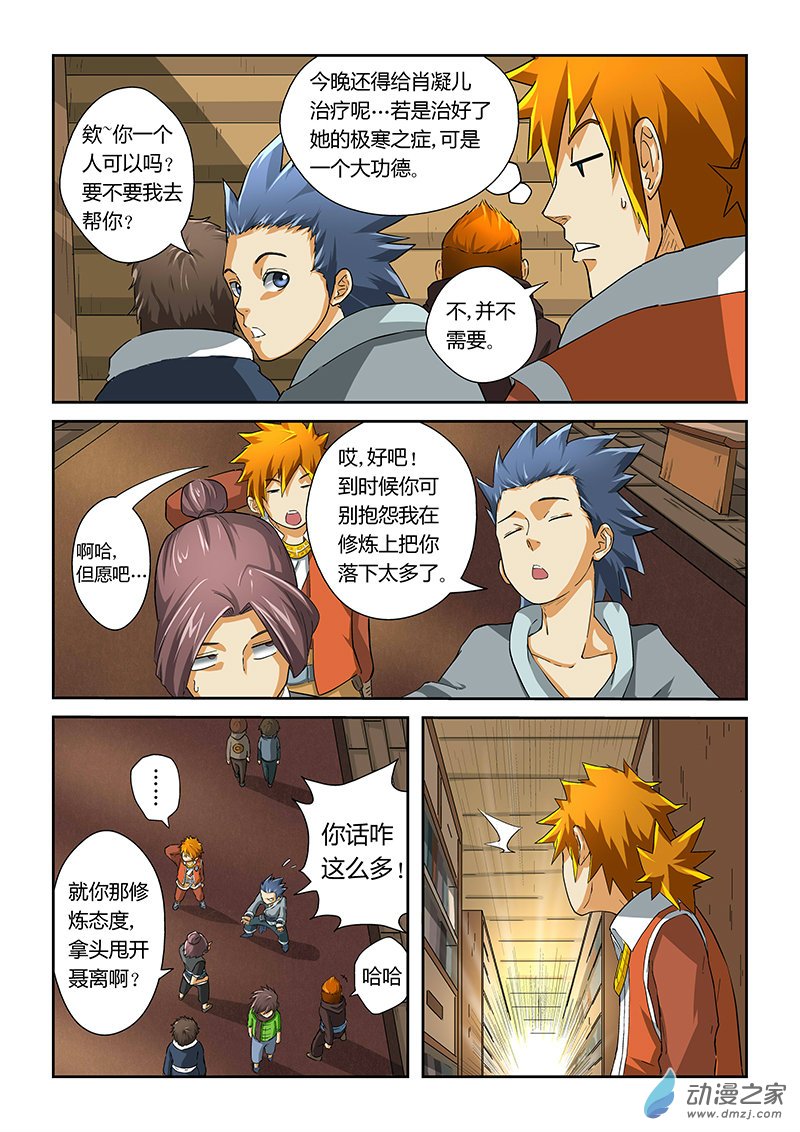 欸~你一个
人可以吗?
要不要我去
帮你?
今晚还得给肖凝儿
治疗呢…若是治好了
她的极寒之症,可是
一个大功德。
不,并不
需要。
哎,好吧!
到时候你可
别抱怨我在
修炼上把你
落下太多了。
啊哈,
但愿吧…
……
你话咋
这么多!
就你那修
炼态度,
拿头甩开
聂离啊?
哈哈
动漫之家
www.dmzj.com